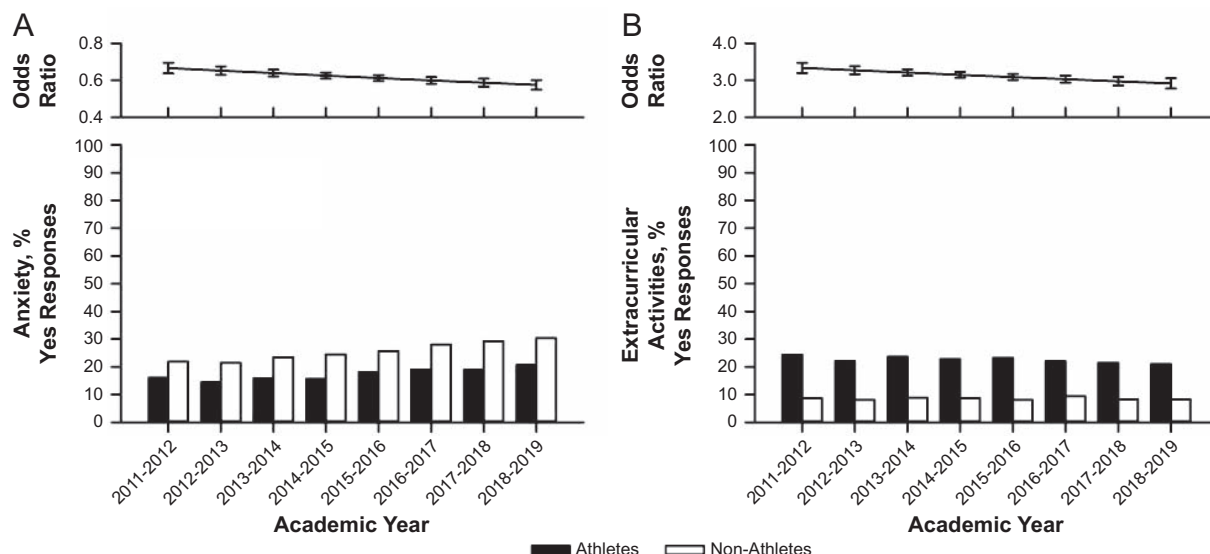 A
Odds
Ratio
0.8
0.6
0.4
Anxiety, %
Yes Responses
100
90
80
70
60
50
40
30
20
10
0
2011-2012
2012-2013
2013-2014
2014-2015
2015-2016
2016-2017
2017-2018
2018-2019
Academic Year
B
Odds
Ratio
4.0
3.0
2.0
Extracurricular
Activities, %
Yes Responses
100
90
80
70
60
50
40
30
20
10
0
2011-2012
2012-2013
2013-2014
2014-2015
2015-2016
2016-2017
2017-2018
2018-2019
Academic Year
Athletes
Non-Athletes